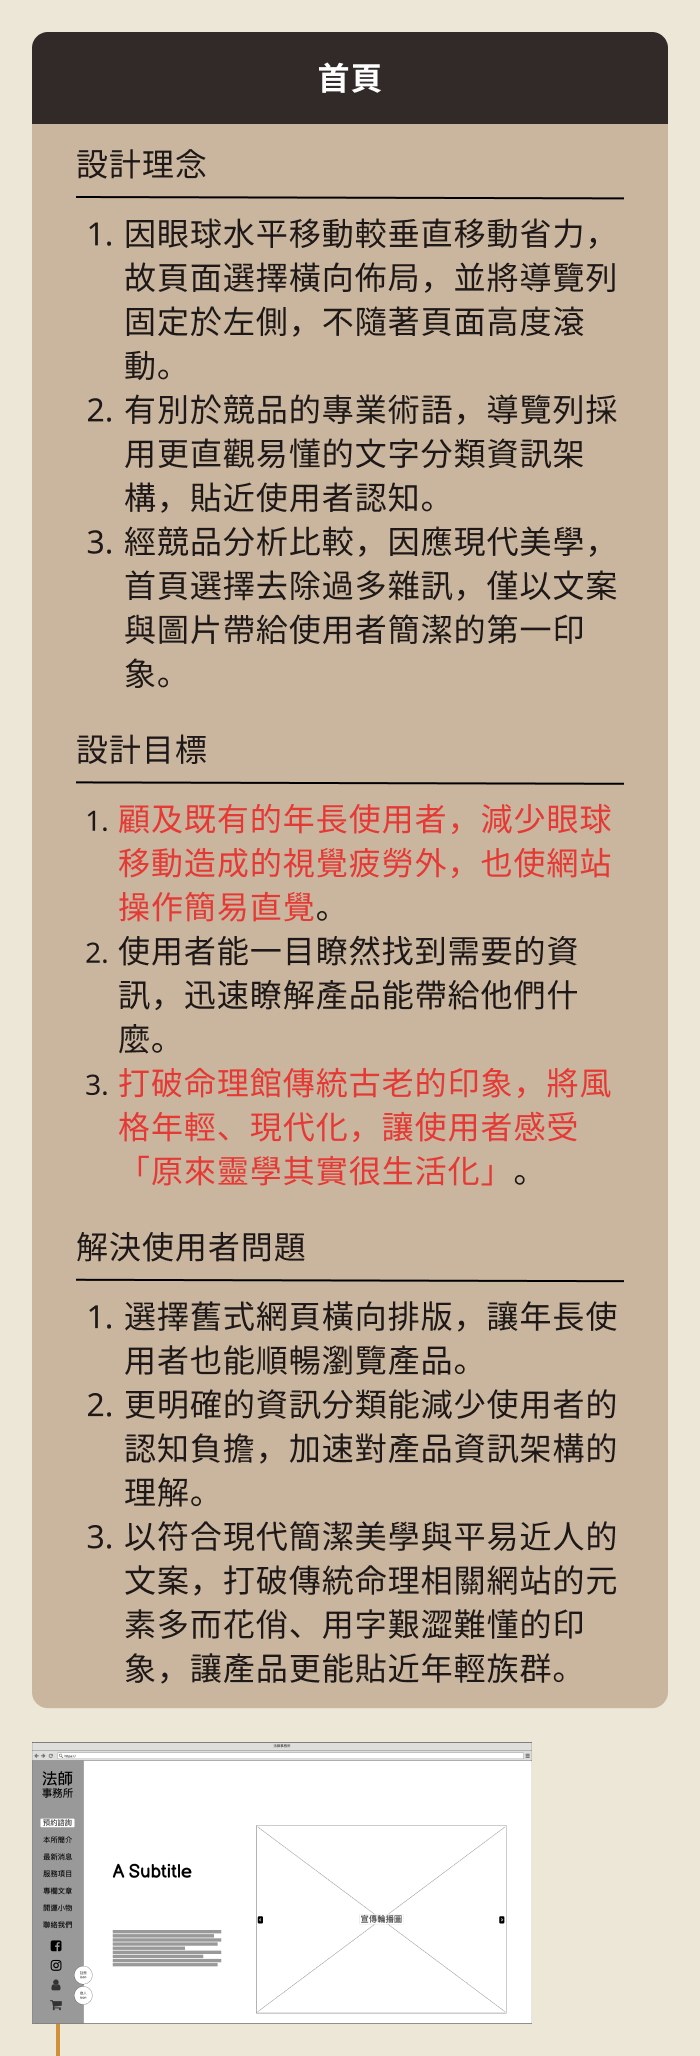 首頁
設計理念
1. 因眼球水平移動較垂直移動省力，
故頁面選擇橫向佈局，並將導覽列
固定於左側，不隨著頁面高度滾
動。
2. 有別於競品的專業術語，導覽列採
用更直觀易懂的文字分類資訊架
構，貼近使用者認知。
3. 經競品分析比較，因應現代美學，
首頁選擇去除過多雜訊，僅以文案
與圖片帶給使用者簡潔的第一印
象。
設計目標
1. 顧及既有的年長使用者，減少眼球
移動造成的視覺疲勞外，也使網站
操作簡易直覺。
2. 使用者能一目瞭然找到需要的資
訊，迅速瞭解產品能帶給他們什
麼。
3. 打破命理館傳統古老的印象，將風
格年輕、現代化，讓使用者感受
「原來靈學其實很生活化」。
解決使用者問題
1. 選擇舊式網頁橫向排版，讓年長使
用者也能順暢瀏覽產品。
2. 更明確的資訊分類能減少使用者的
認知負擔，加速對產品資訊架構的
理解。
3. 以符合現代簡潔美學與平易近人的
文案，打破傳統命理相關網站的元
素多而花俏、用字艱澀難懂的印
象，讓產品更能貼近年輕族群。
法師事務所
https://
法師
事務所
預約諮詢
本所簡介
最新消息
服務項目
專欄文章
開運小物
聯絡我們
A Subtitle
宣傳輪播圖